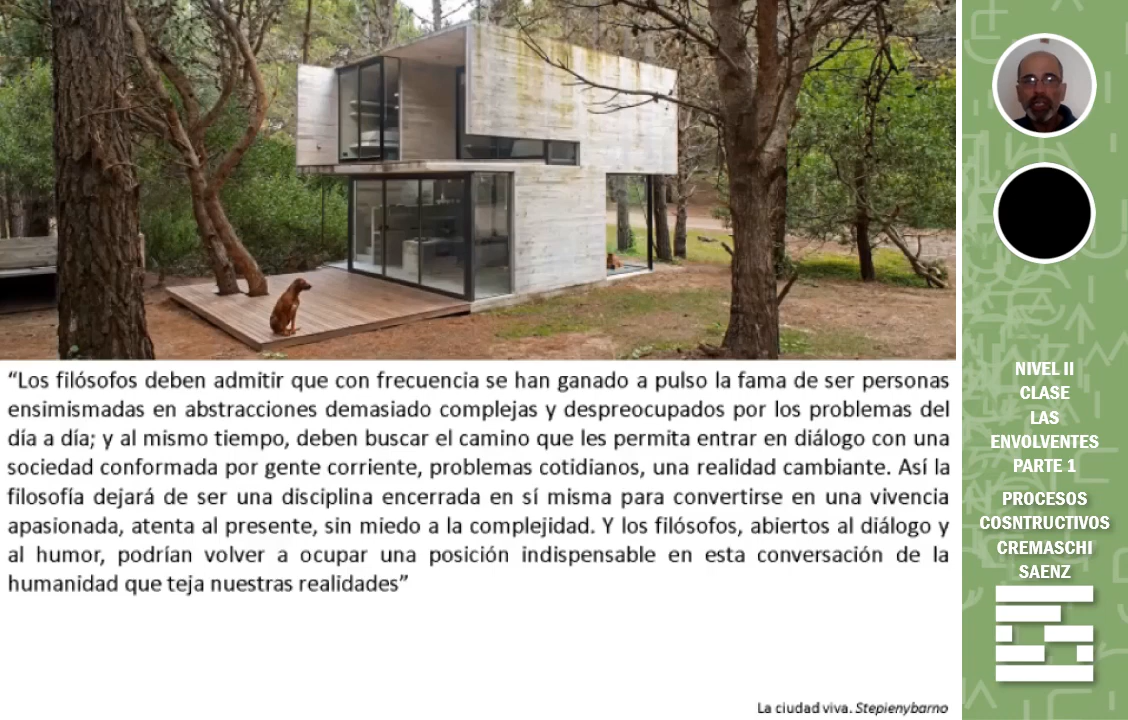 “Los filósofos deben admitir que con frecuencia se han ganado a pulso la fama de ser personas
ensimismadas en abstracciones demasiado complejas y despreocupados por los problemas del
día a día; y al mismo tiempo, deben buscar el camino que les permita entrar en diálogo con una
sociedad conformada por gente corriente, problemas cotidianos, una realidad cambiante. Así la
filosofía dejará de ser una disciplina encerrada en sí misma para convertirse en una vivencia
apasionada, atenta al presente, sin miedo a la complejidad. Y los filósofos, abiertos al diálogo y
al humor, podrían volver a ocupar una posición indispensable en esta conversación de la
humanidad que teja nuestras realidades”
La ciudad viva. Stepienybarno
NIVEL II
CLASE
LAS
ENVOLVENTES
PARTE 1
PROCESOS
COSNTRUCTIVOS
CREMASCHI
SAENZ